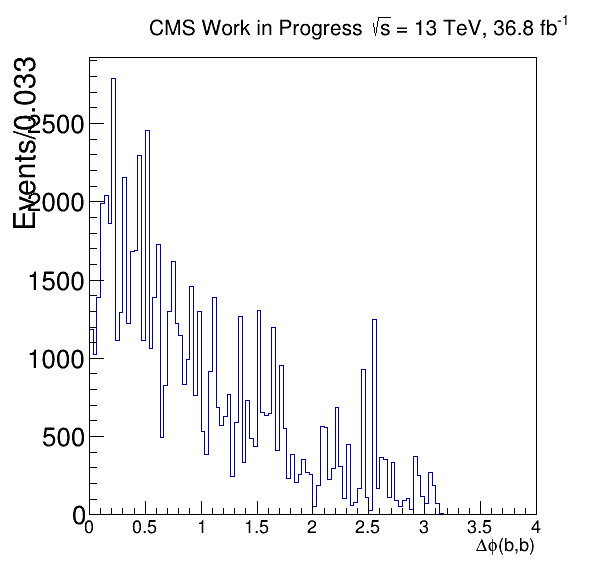 CMS Work in Progress √s = 13 TeV, 36.8 fb⁻¹
Events/0.033
2500
2000
1500
1000
500
0
0 0.5 1 1.5 2 2.5 3 3.5 4
Δϕ(b,b)